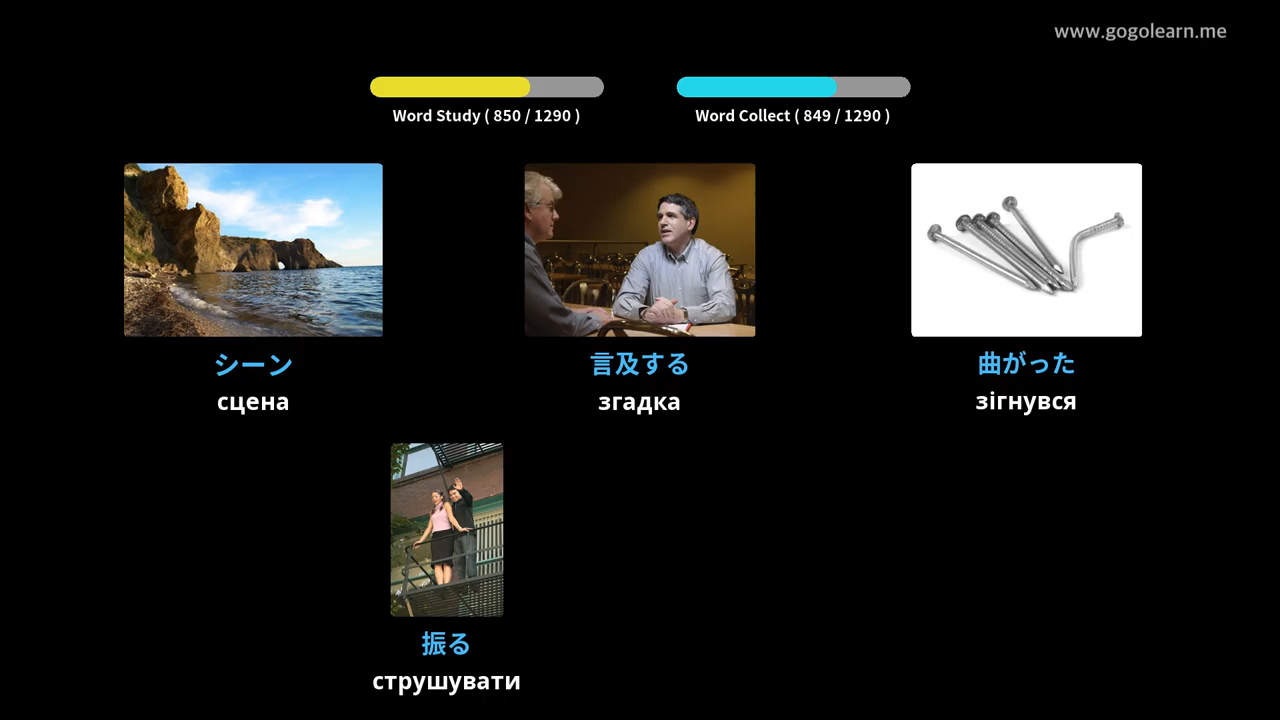 www.gogolearn.me
Word Study ( 850 / 1290 )
Word Collect ( 849 / 1290 )
シーン
сцена
言及する
згадка
曲がった
зігнувся
振る
струшувати